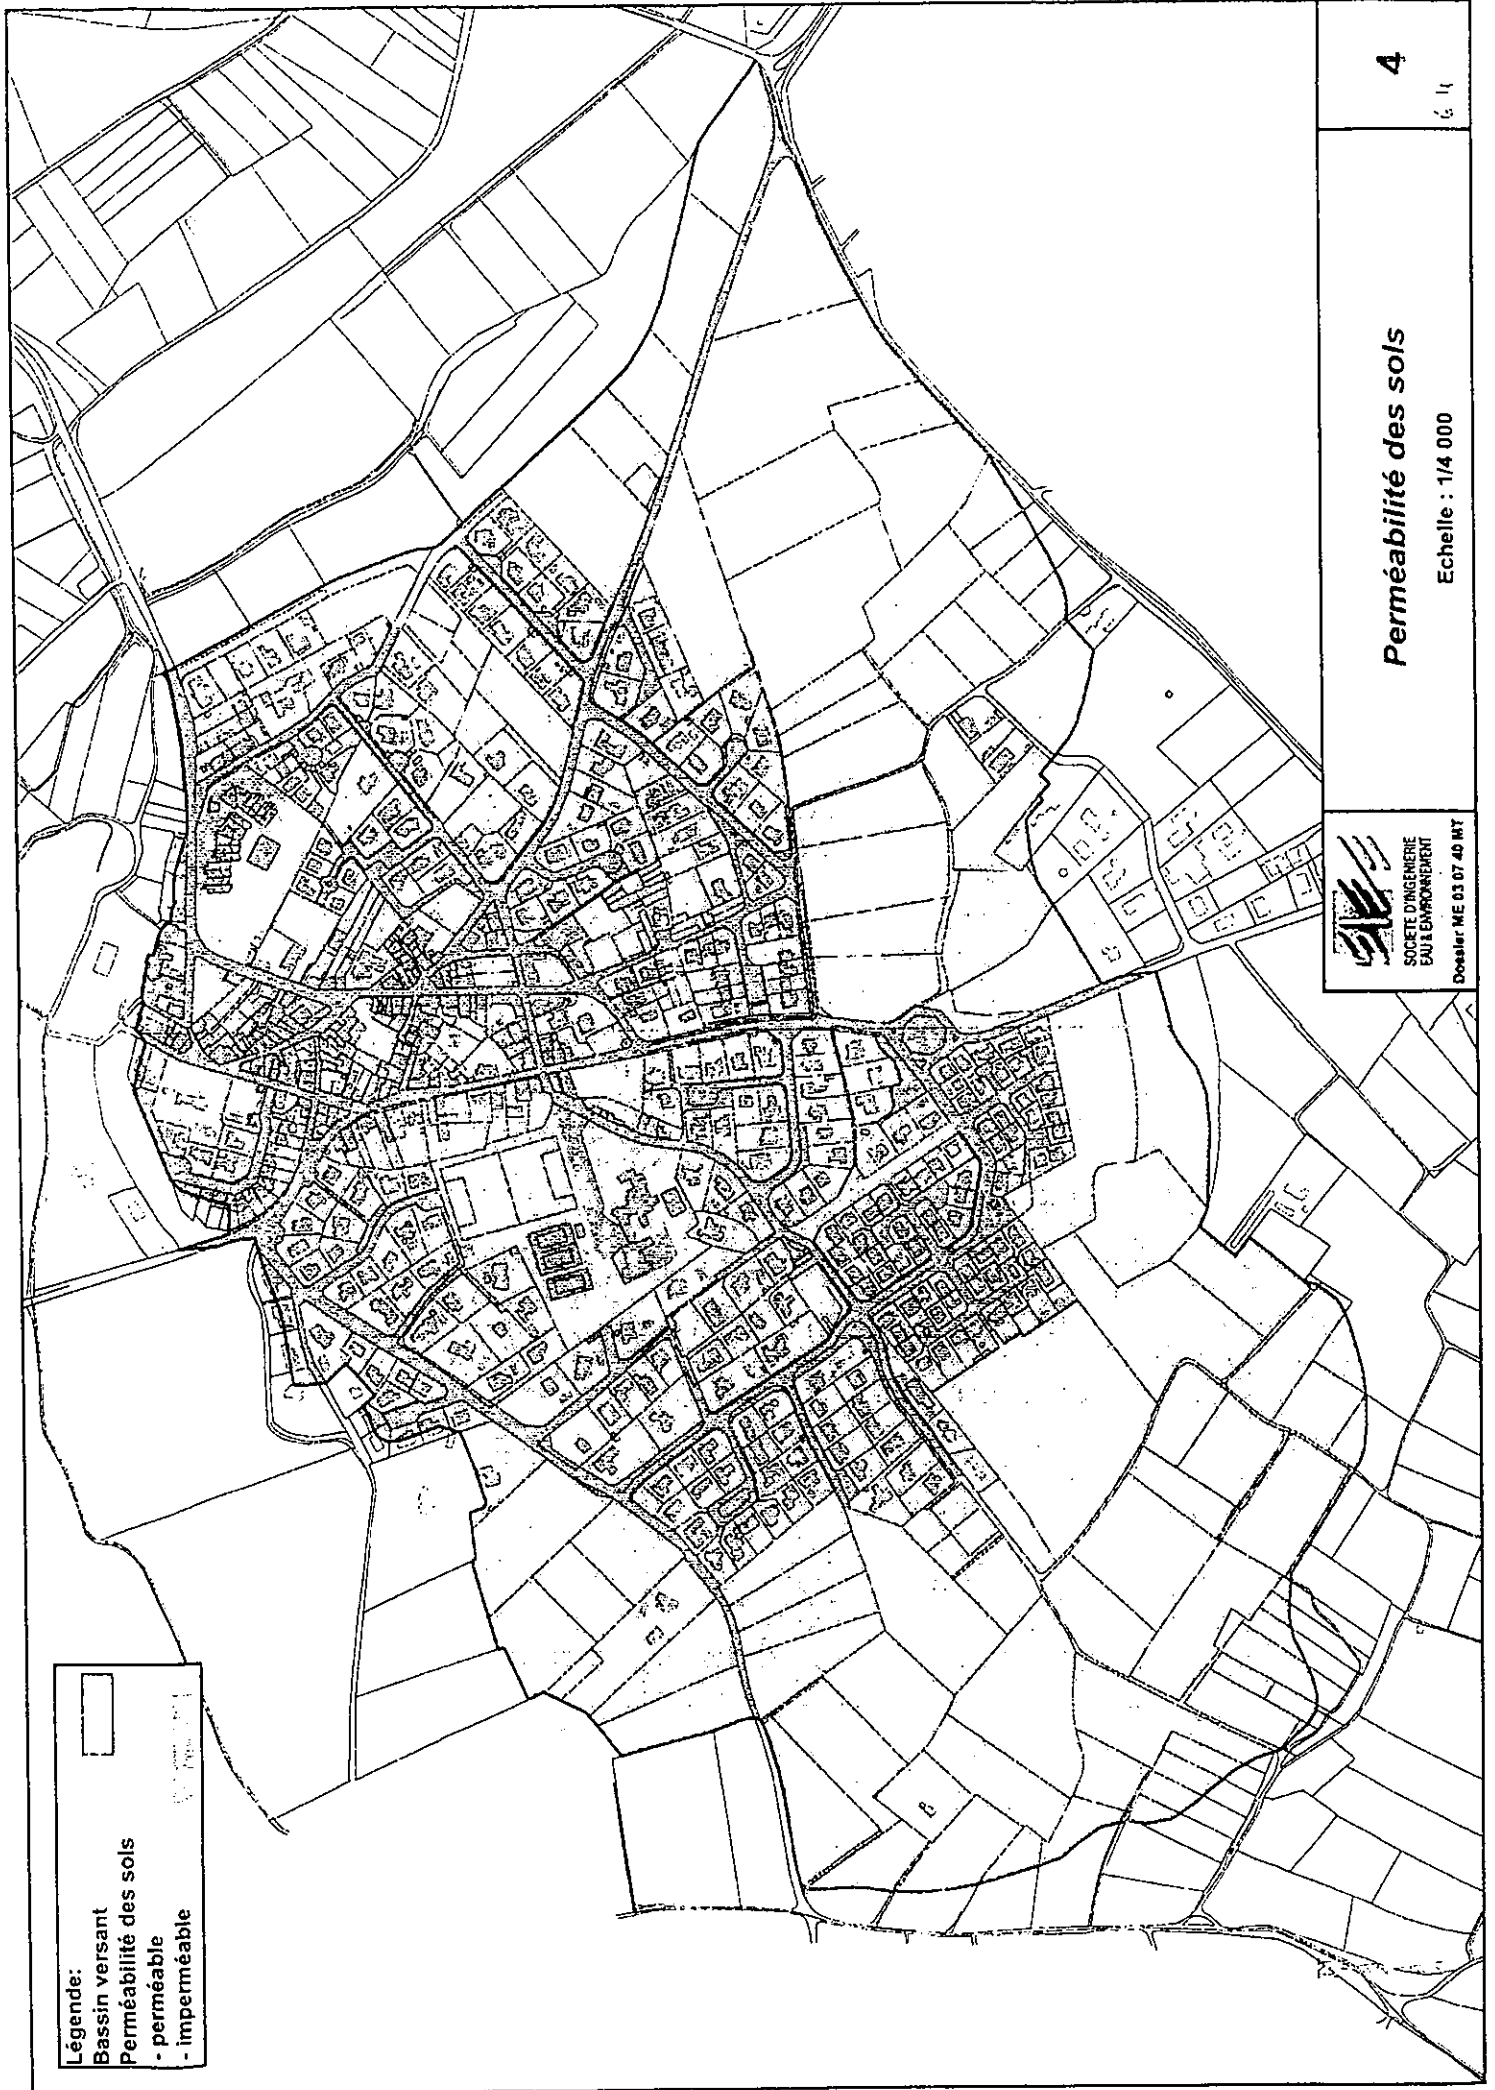 Légende:
Bassin versant
Perméabilité des sols
- perméable
- imperméable
SOCIETE D'INGENIERIE
EAU & ENVIRONNEMENT
Dossier ME 03 07 40 MT
Perméabilité des sols
Echelle : 1/4 000
4